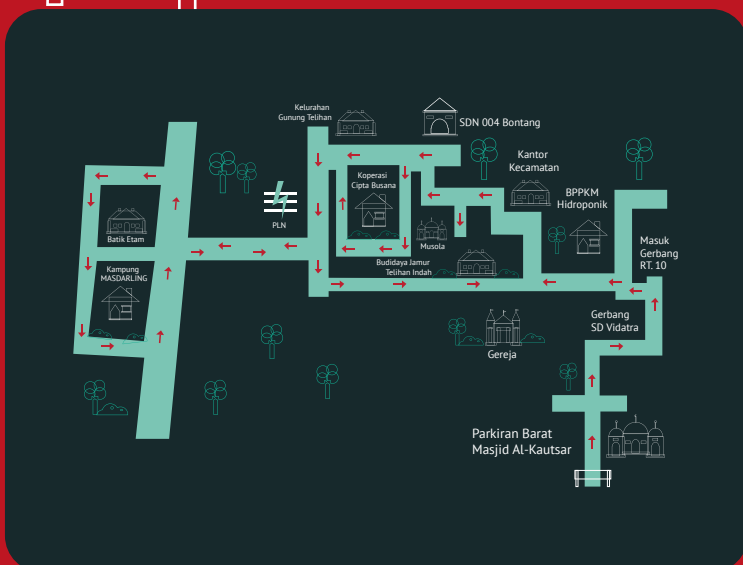 Kelurahan
Gunung Telihan
SDN 004 Bontang
Kantor
Kecamatan
Koperasi
Cipta Busana
BPPKM
Hidroponik
PLN
Batik Etam
Musola
Masuk
Gerbang
RT. 10
Budidaya Jamur
Telihan Indah
Kampung
MASDARLING
Gerbang
SD Vidatra
Gereja
Parkiran Barat
Masjid Al-Kautsar